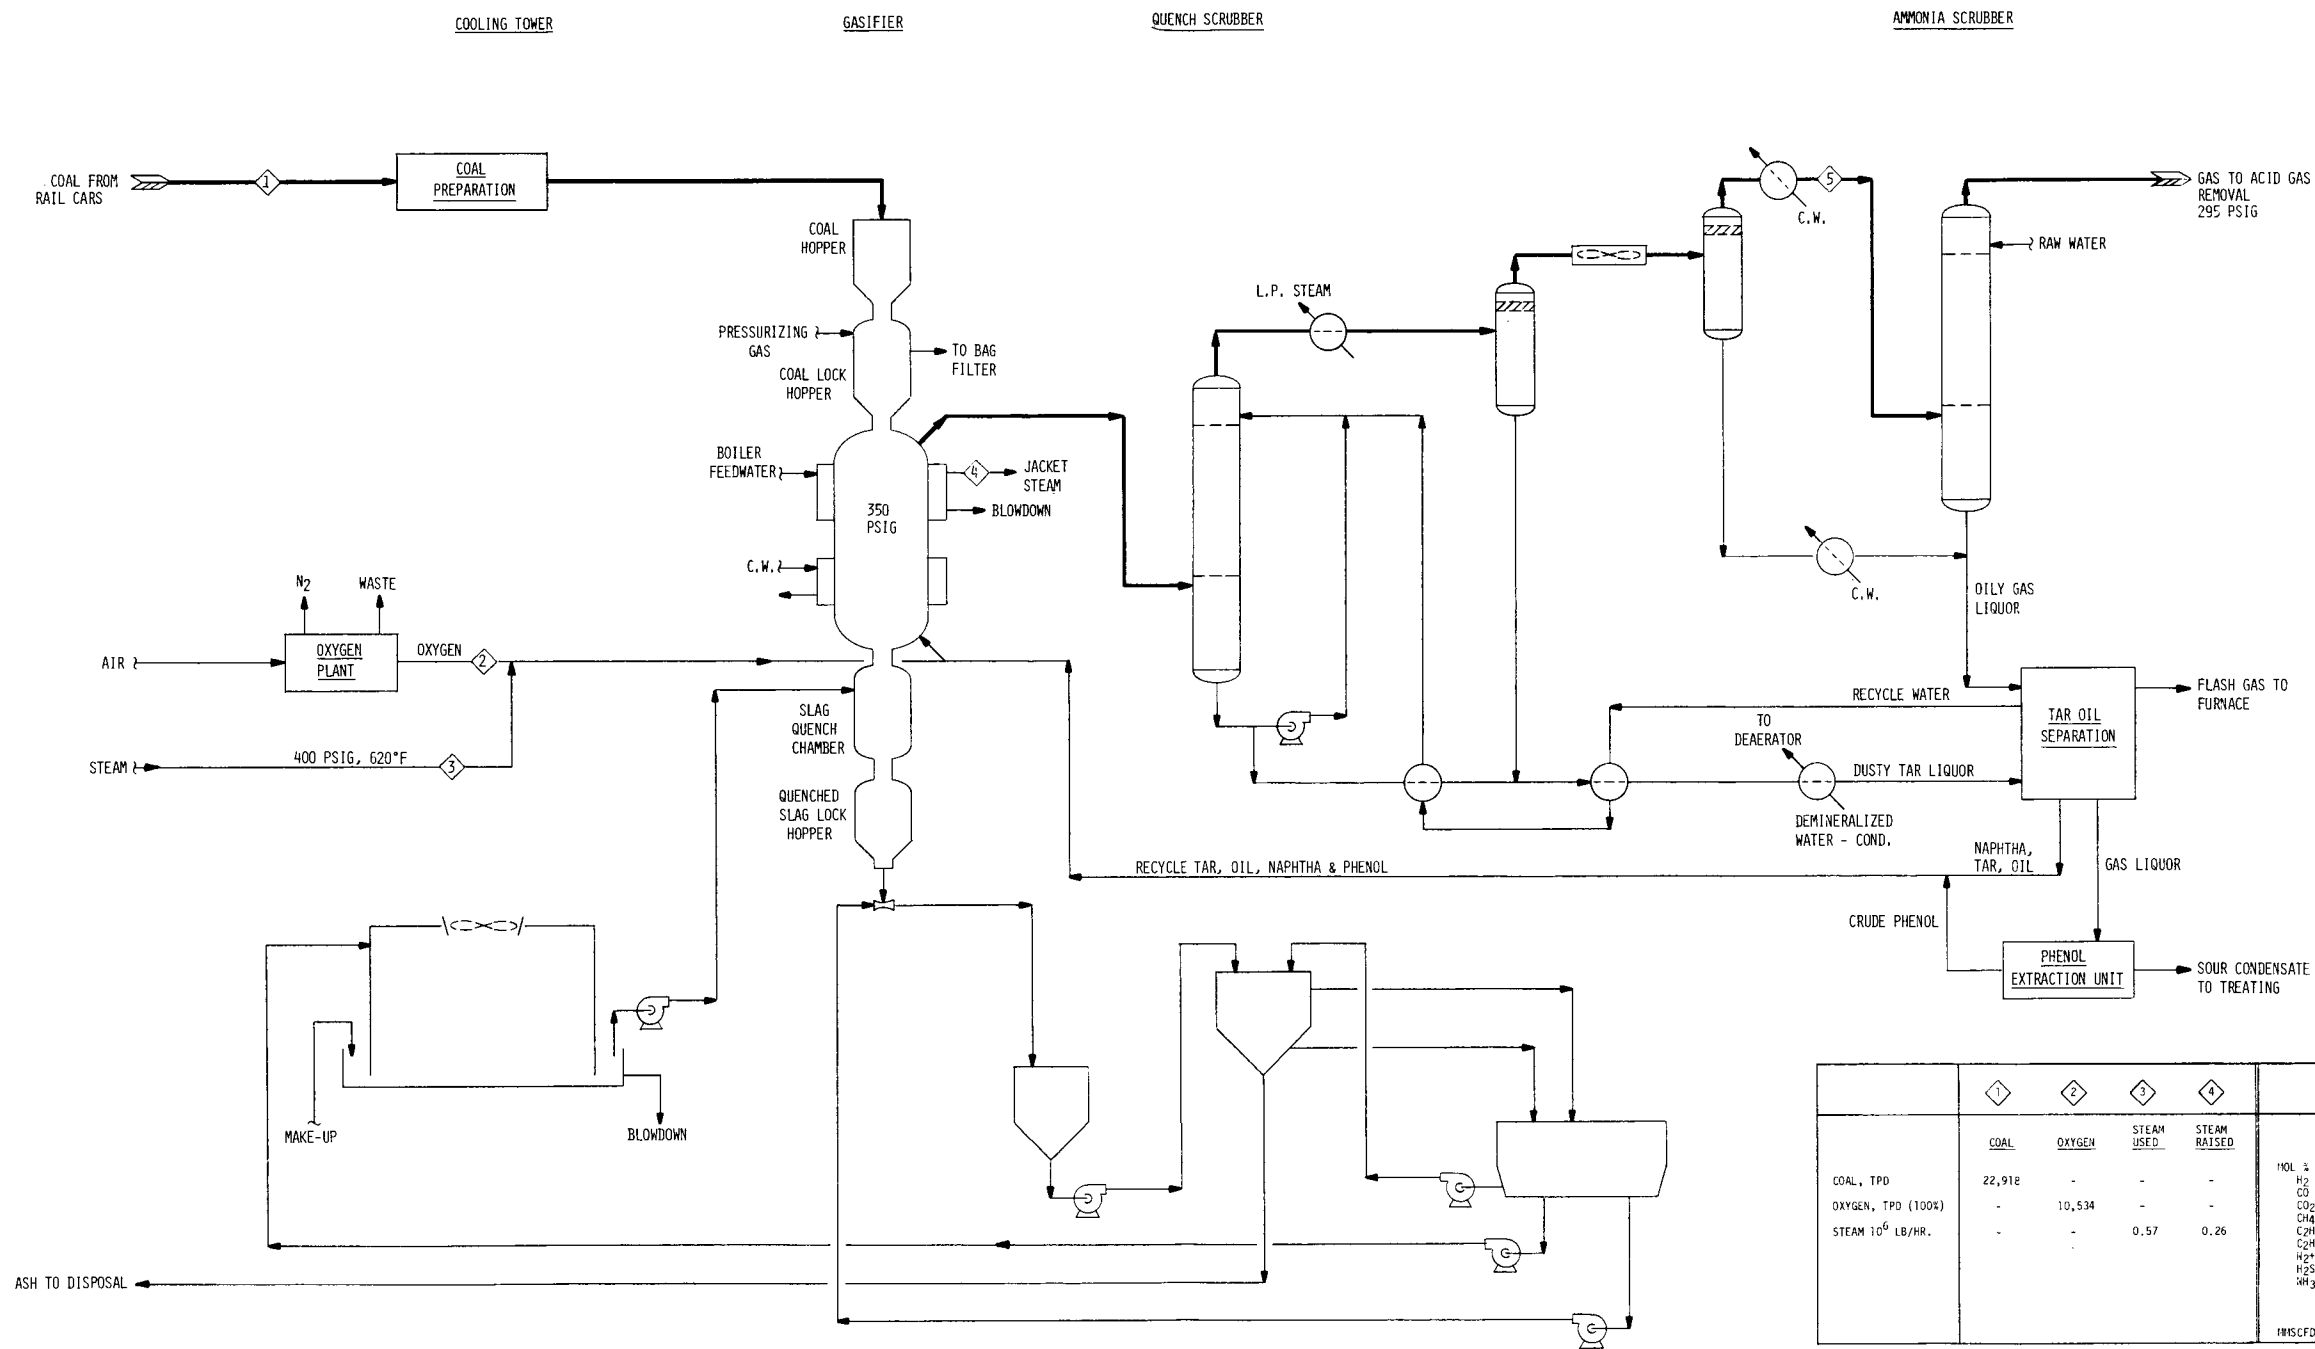 COOLING TOWER
GASIFIER
QUENCH SCRUBBER
AMMONIA SCRUBBER
COAL FROM
RAIL CARS
1
COAL
PREPARATION
COAL
HOPPER
PRESSURIZING
GAS
TO BAG
FILTER
COAL LOCK
HOPPER
BOILER
FEEDWATER
4
JACKET
STEAM
BLOWDOWN
350
PSIG
C.W.
N2
WASTE
AIR
OXYGEN
PLANT
OXYGEN
2
STEAM
400 PSIG, 620°F
3
SLAG
QUENCH
CHAMBER
QUENCHED
SLAG LOCK
HOPPER
L.P. STEAM
C.W.
5
GAS TO ACID GAS
REMOVAL
295 PSIG
RAW WATER
C.W.
OILY GAS
LIQUOR
RECYCLE WATER
TO
DEAERATOR
DUSTY TAR LIQUOR
DEMINERALIZED
WATER - COND.
TAR OIL
SEPARATION
FLASH GAS TO
FURNACE
NAPHTHA,
TAR, OIL
GAS LIQUOR
RECYCLE TAR, OIL, NAPHTHA & PHENOL
CRUDE PHENOL
PHENOL
EXTRACTION UNIT
SOUR CONDENSATE
TO TREATING
MAKE-UP
BLOWDOWN
ASH TO DISPOSAL
1 2 3 4
COAL OXYGEN STEAM USED STEAM RAISED
COAL, TPD 22,918 - - -
OXYGEN, TPD (100%) - 10,534 - -
STEAM 10^6 LB/HR. - - 0.57 0.26
MOL %
H2
CO
CO2
CH4
C2H
C2H
N2+
H2S
NH3
MMSCFD